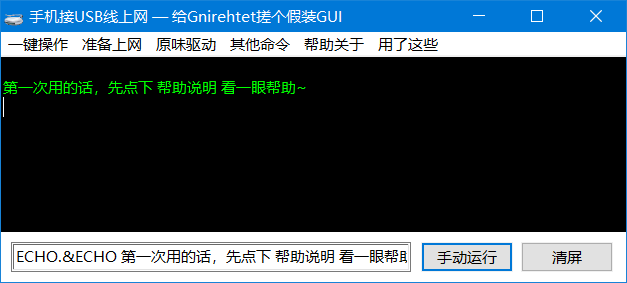 手机接USB线上网 — 给Gnirehtet搓个假装GUI
一键操作 准备上网 原味驱动 其他命令 帮助关于 用了这些
第一次用的话，先点下 帮助说明 看一眼帮助~
ECHO.&ECHO 第一次用的话，先点下 帮助说明 看一眼帮助 手动运行 清屏